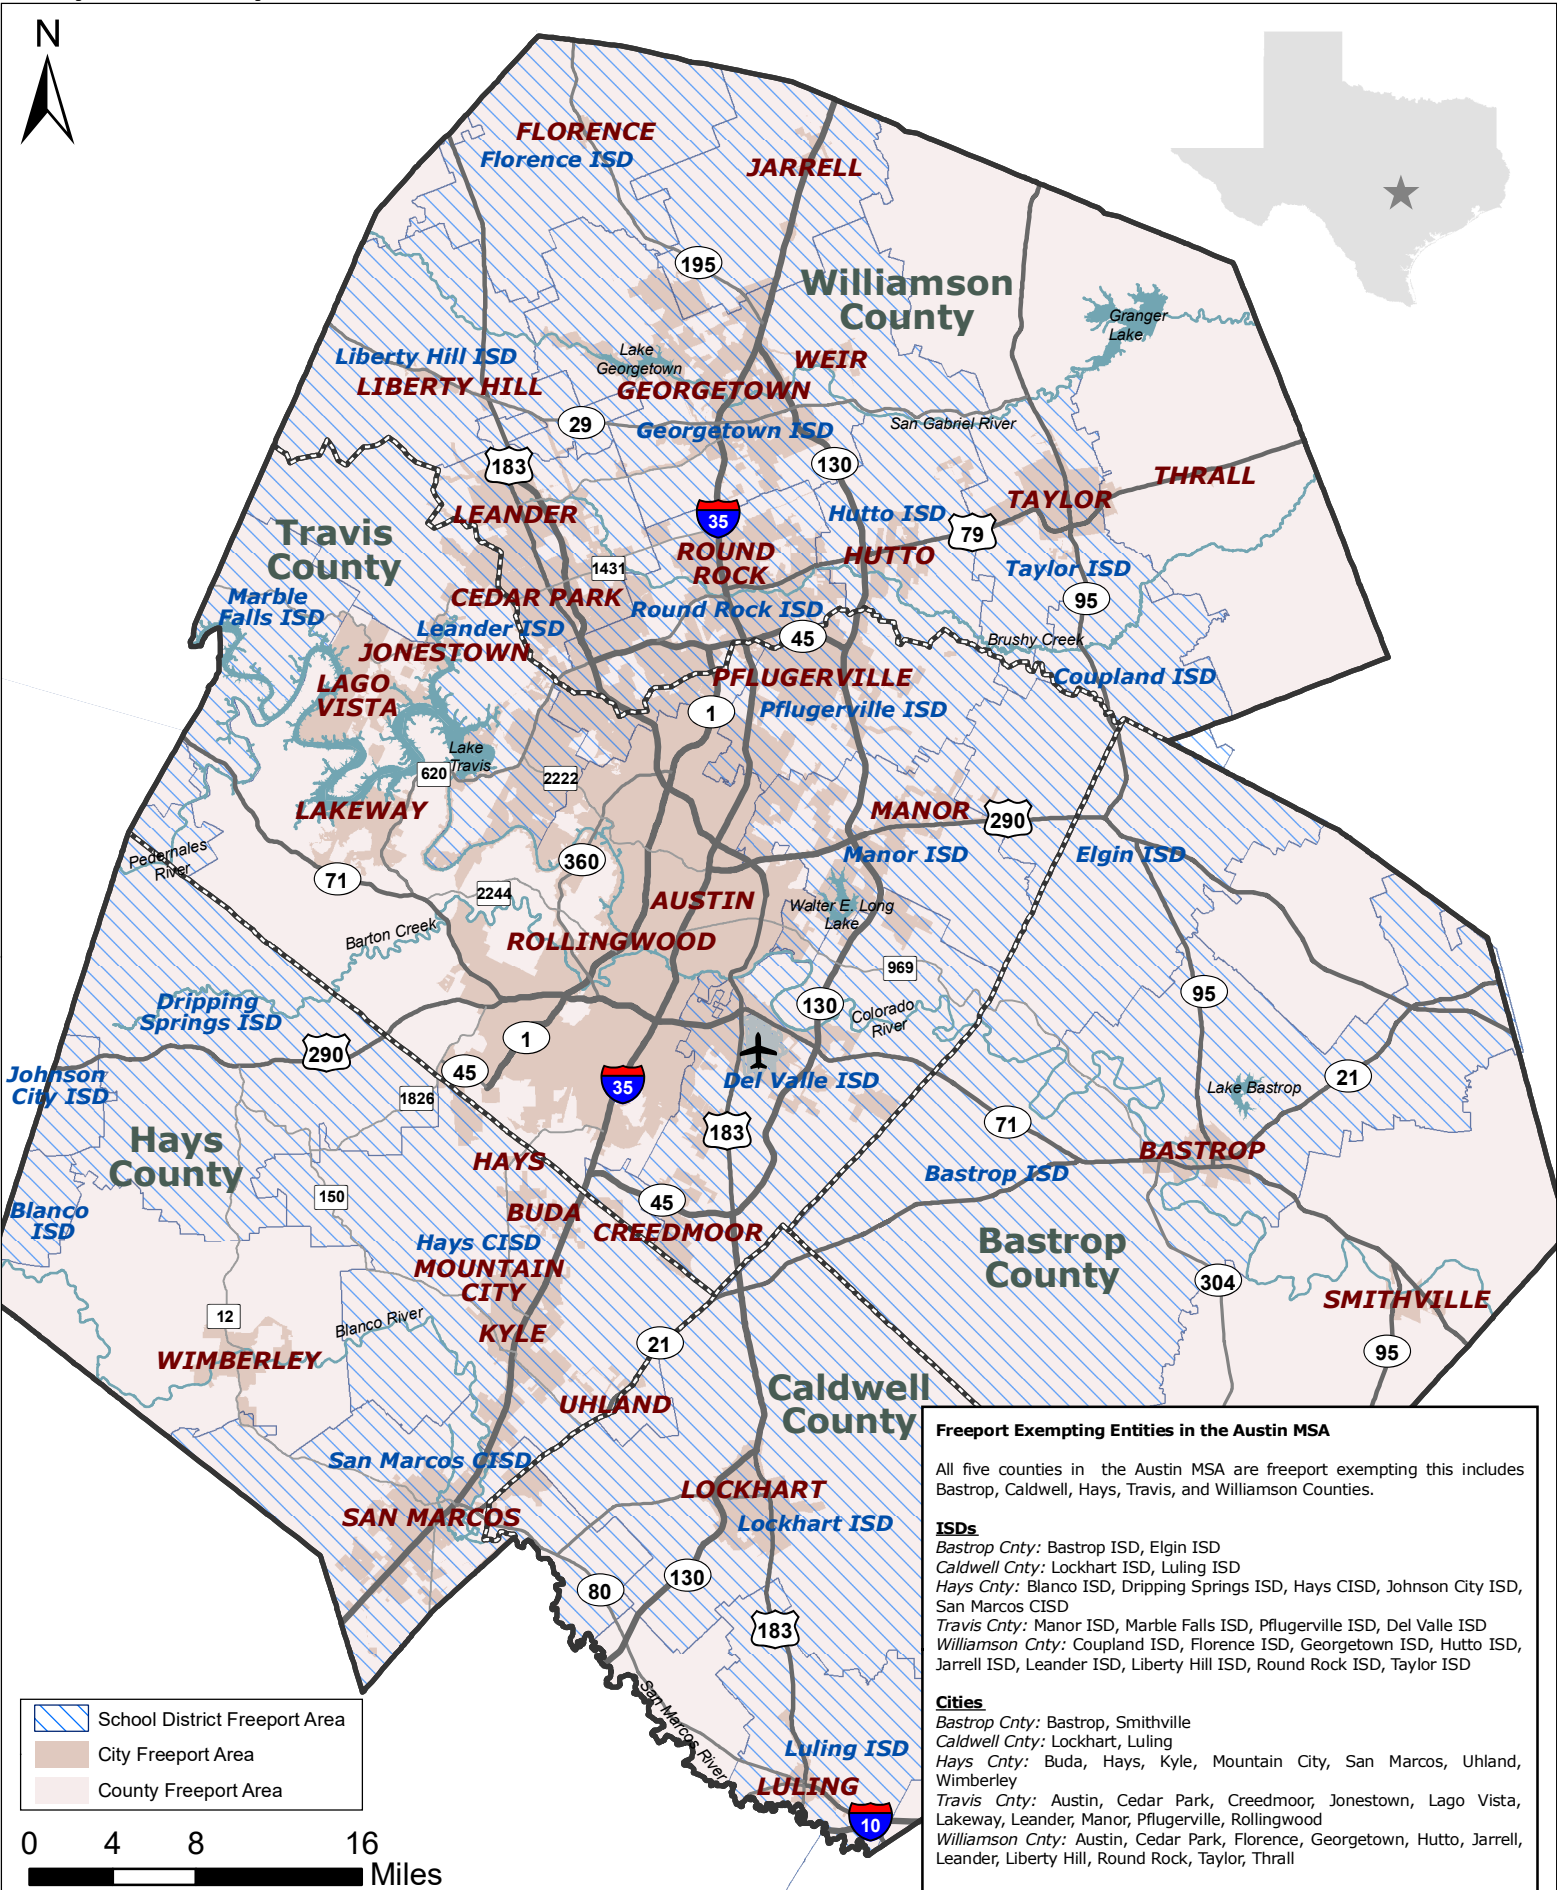 N
FLORENCE
Florence ISD
JARRELL
195
Williamson
County
Granger
Lake
Lake
Georgetown
WEIR
Liberty Hill ISD
LIBERTY HILL
GEORGETOWN
29
Georgetown ISD
San Gabriel River
183
130
THRALL
TAYLOR
LEANDER
35
Hutto ISD
79
Travis
County
ROUND
ROCK
HUTTO
1431
Taylor ISD
Marble
Falls ISD
CEDAR PARK
Round Rock ISD
95
Leander ISD
45
Brushy Creek
JONESTOWN
PFLUGERVILLE
Coupland ISD
LAGO
VISTA
1
Pflugerville ISD
Lake
Travis
620
2222
LAKEWAY
MANOR
290
Pedernales
River
360
Manor ISD
Elgin ISD
71
2244
AUSTIN
Walter E. Long
Lake
Barton Creek
ROLLINGWOOD
969
Dripping
Springs ISD
130
95
Colorado
River
290
1
45
35
Johnson
City ISD
Del Valle ISD
21
Lake Bastrop
1826
183
71
Hays
County
HAYS
BASTROP
Bastrop ISD
150
45
Blanco
ISD
BUDA
CREEDMOOR
Hays CISD
Bastrop
County
MOUNTAIN
CITY
304
SMITHVILLE
12
Blanco River
KYLE
21
95
WIMBERLEY
Caldwell
County
UHLAND
San Marcos CISD
LOCKHART
SAN MARCOS
Lockhart ISD
130
80
183
San Marcos River
Luling ISD
LULING
10
Freeport Exempting Entities in the Austin MSA
All five counties in the Austin MSA are freeport exempting this includes
Bastrop, Caldwell, Hays, Travis, and Williamson Counties.
ISDs
Bastrop Cnty: Bastrop ISD, Elgin ISD
Caldwell Cnty: Lockhart ISD, Luling ISD
Hays Cnty: Blanco ISD, Dripping Springs ISD, Hays CISD, Johnson City ISD,
San Marcos CISD
Travis Cnty: Manor ISD, Marble Falls ISD, Pflugerville ISD, Del Valle ISD
Williamson Cnty: Coupland ISD, Florence ISD, Georgetown ISD, Hutto ISD,
Jarrell ISD, Leander ISD, Liberty Hill ISD, Round Rock ISD, Taylor ISD
Cities
Bastrop Cnty: Bastrop, Smithville
Caldwell Cnty: Lockhart, Luling
Hays Cnty: Buda, Hays, Kyle, Mountain City, San Marcos, Uhland,
Wimberley
Travis Cnty: Austin, Cedar Park, Creedmoor, Jonestown, Lago Vista,
Lakeway, Leander, Manor, Pflugerville, Rollingwood
Williamson Cnty: Austin, Cedar Park, Florence, Georgetown, Hutto, Jarrell,
Leander, Liberty Hill, Round Rock, Taylor, Thrall
School District Freeport Area
City Freeport Area
County Freeport Area
0 4 8 16
Miles